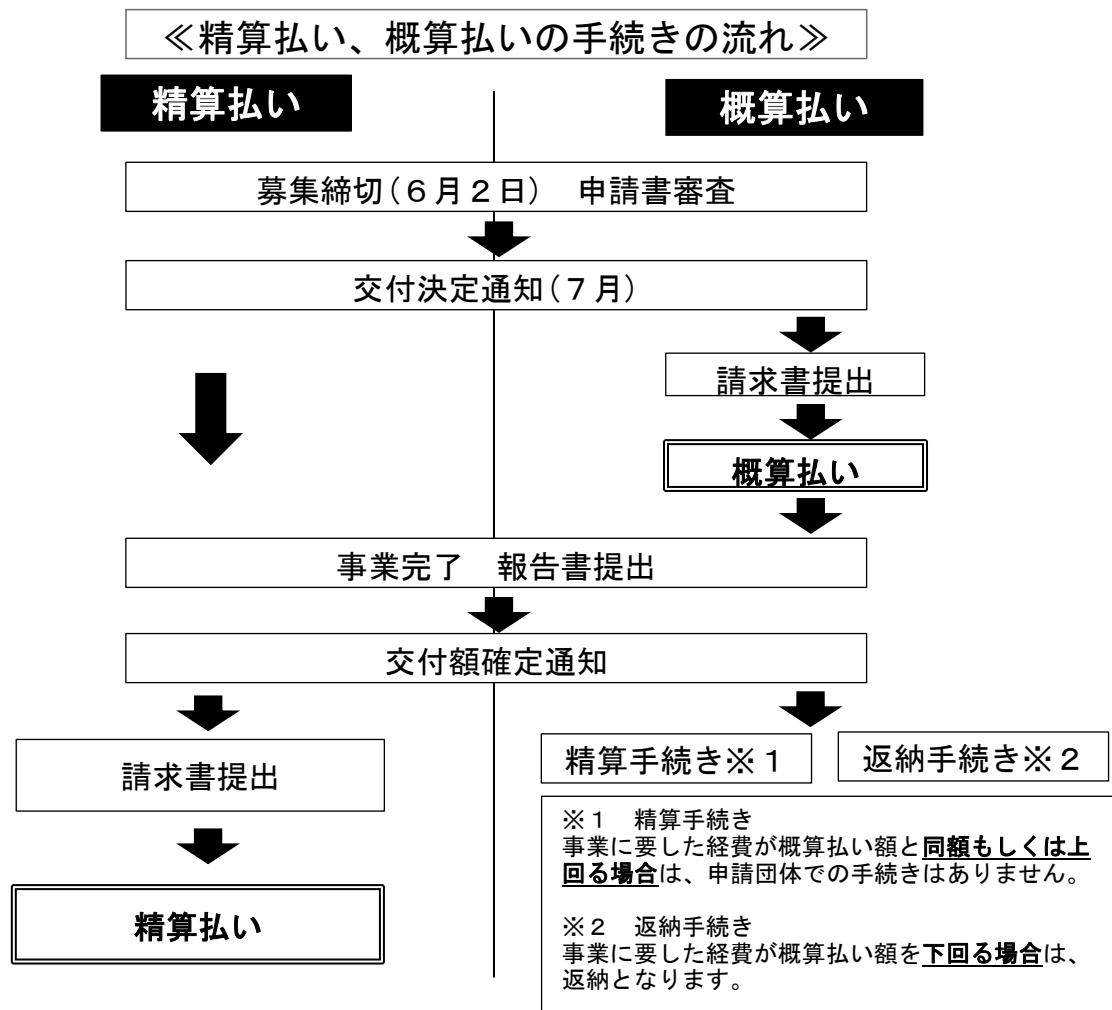 ≪精算払い、概算払いの手続きの流れ≫
精算払い
概算払い
募集締切(６月２日)　申請書審査
交付決定通知(７月)
請求書提出
概算払い
事業完了　報告書提出
交付額確定通知
請求書提出
精算払い
精算手続き※１
返納手続き※２
※１　精算手続き
事業に要した経費が概算払い額と同額もしくは上
回る場合は、申請団体での手続きはありません。
※２　返納手続き
事業に要した経費が概算払い額を下回る場合は、
返納となります。